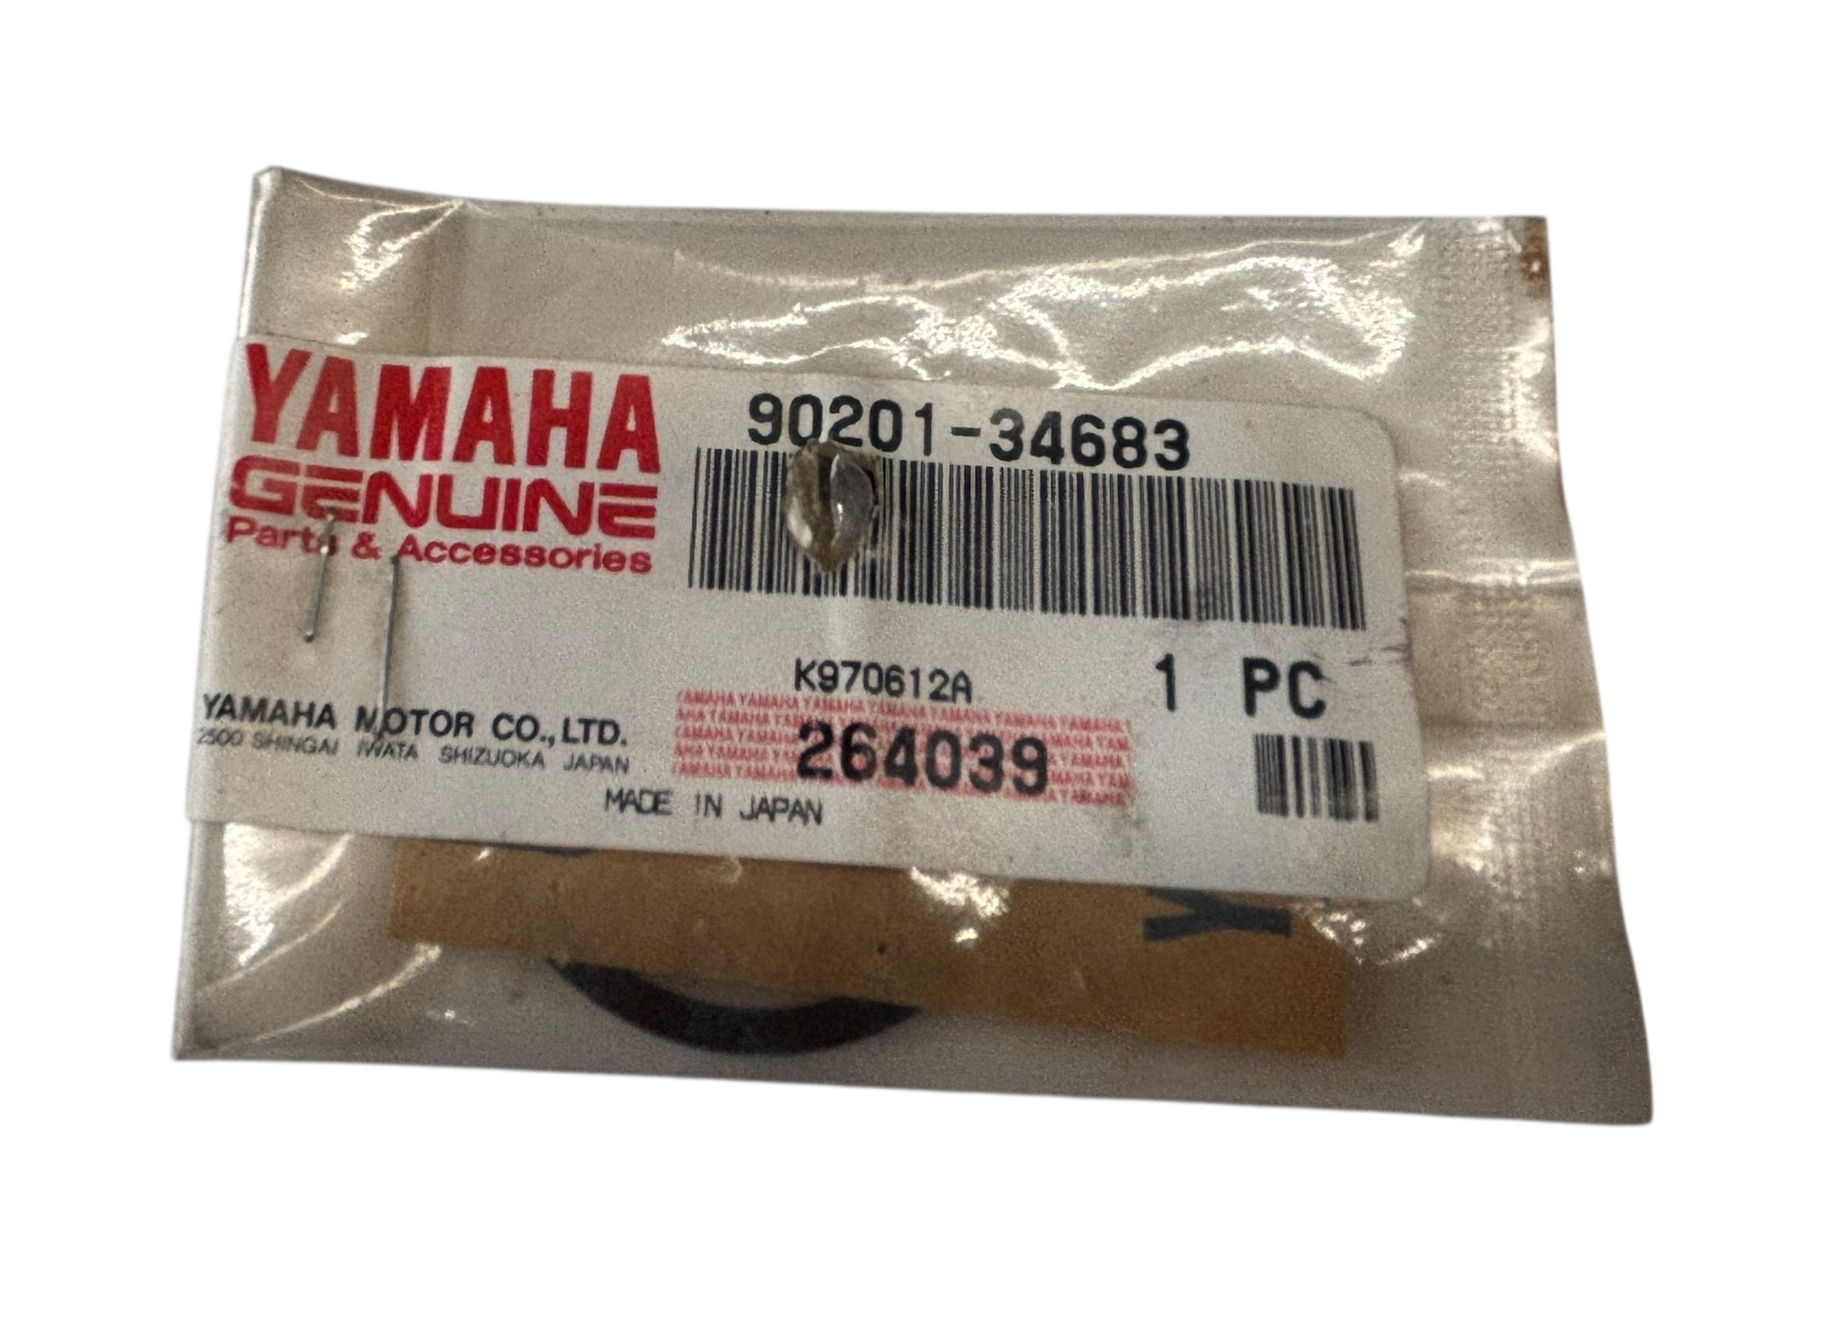 YAMAHA
GENUINE
Parts & Accessories
90201-34683
K970612A
1 PC
YAMAHA MOTOR CO.,LTD.
2500 SHINGAI IWATA SHIZUOKA JAPAN
264039
MADE IN JAPAN
Y